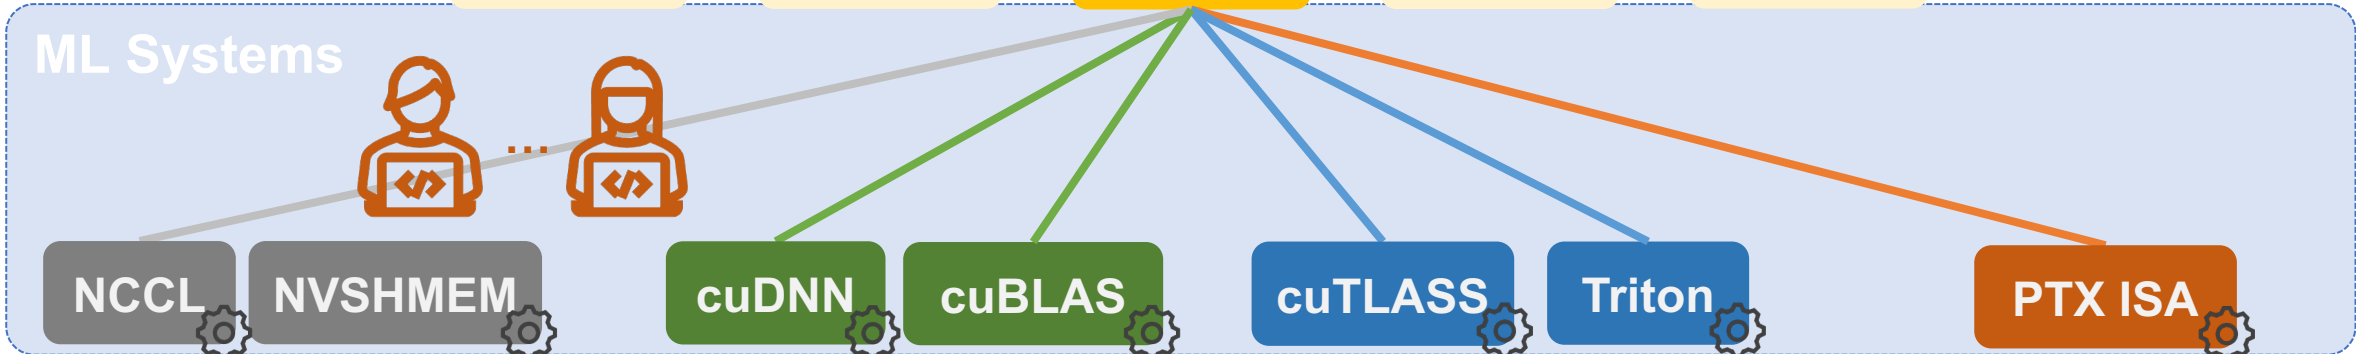 ML Systems
...
</>
</>
NCCL
NVSHMEM
cuDNN
cuBLAS
cuTLASS
Triton
PTX ISA